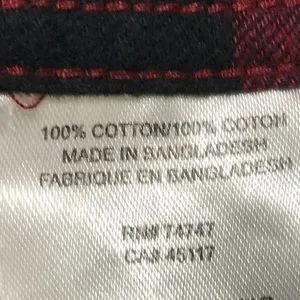 100% COTTON/100% COTON
MADE IN BANGLADESH
FABRIQUE EN BANGLADESH
RN# 74747
CA# 45117